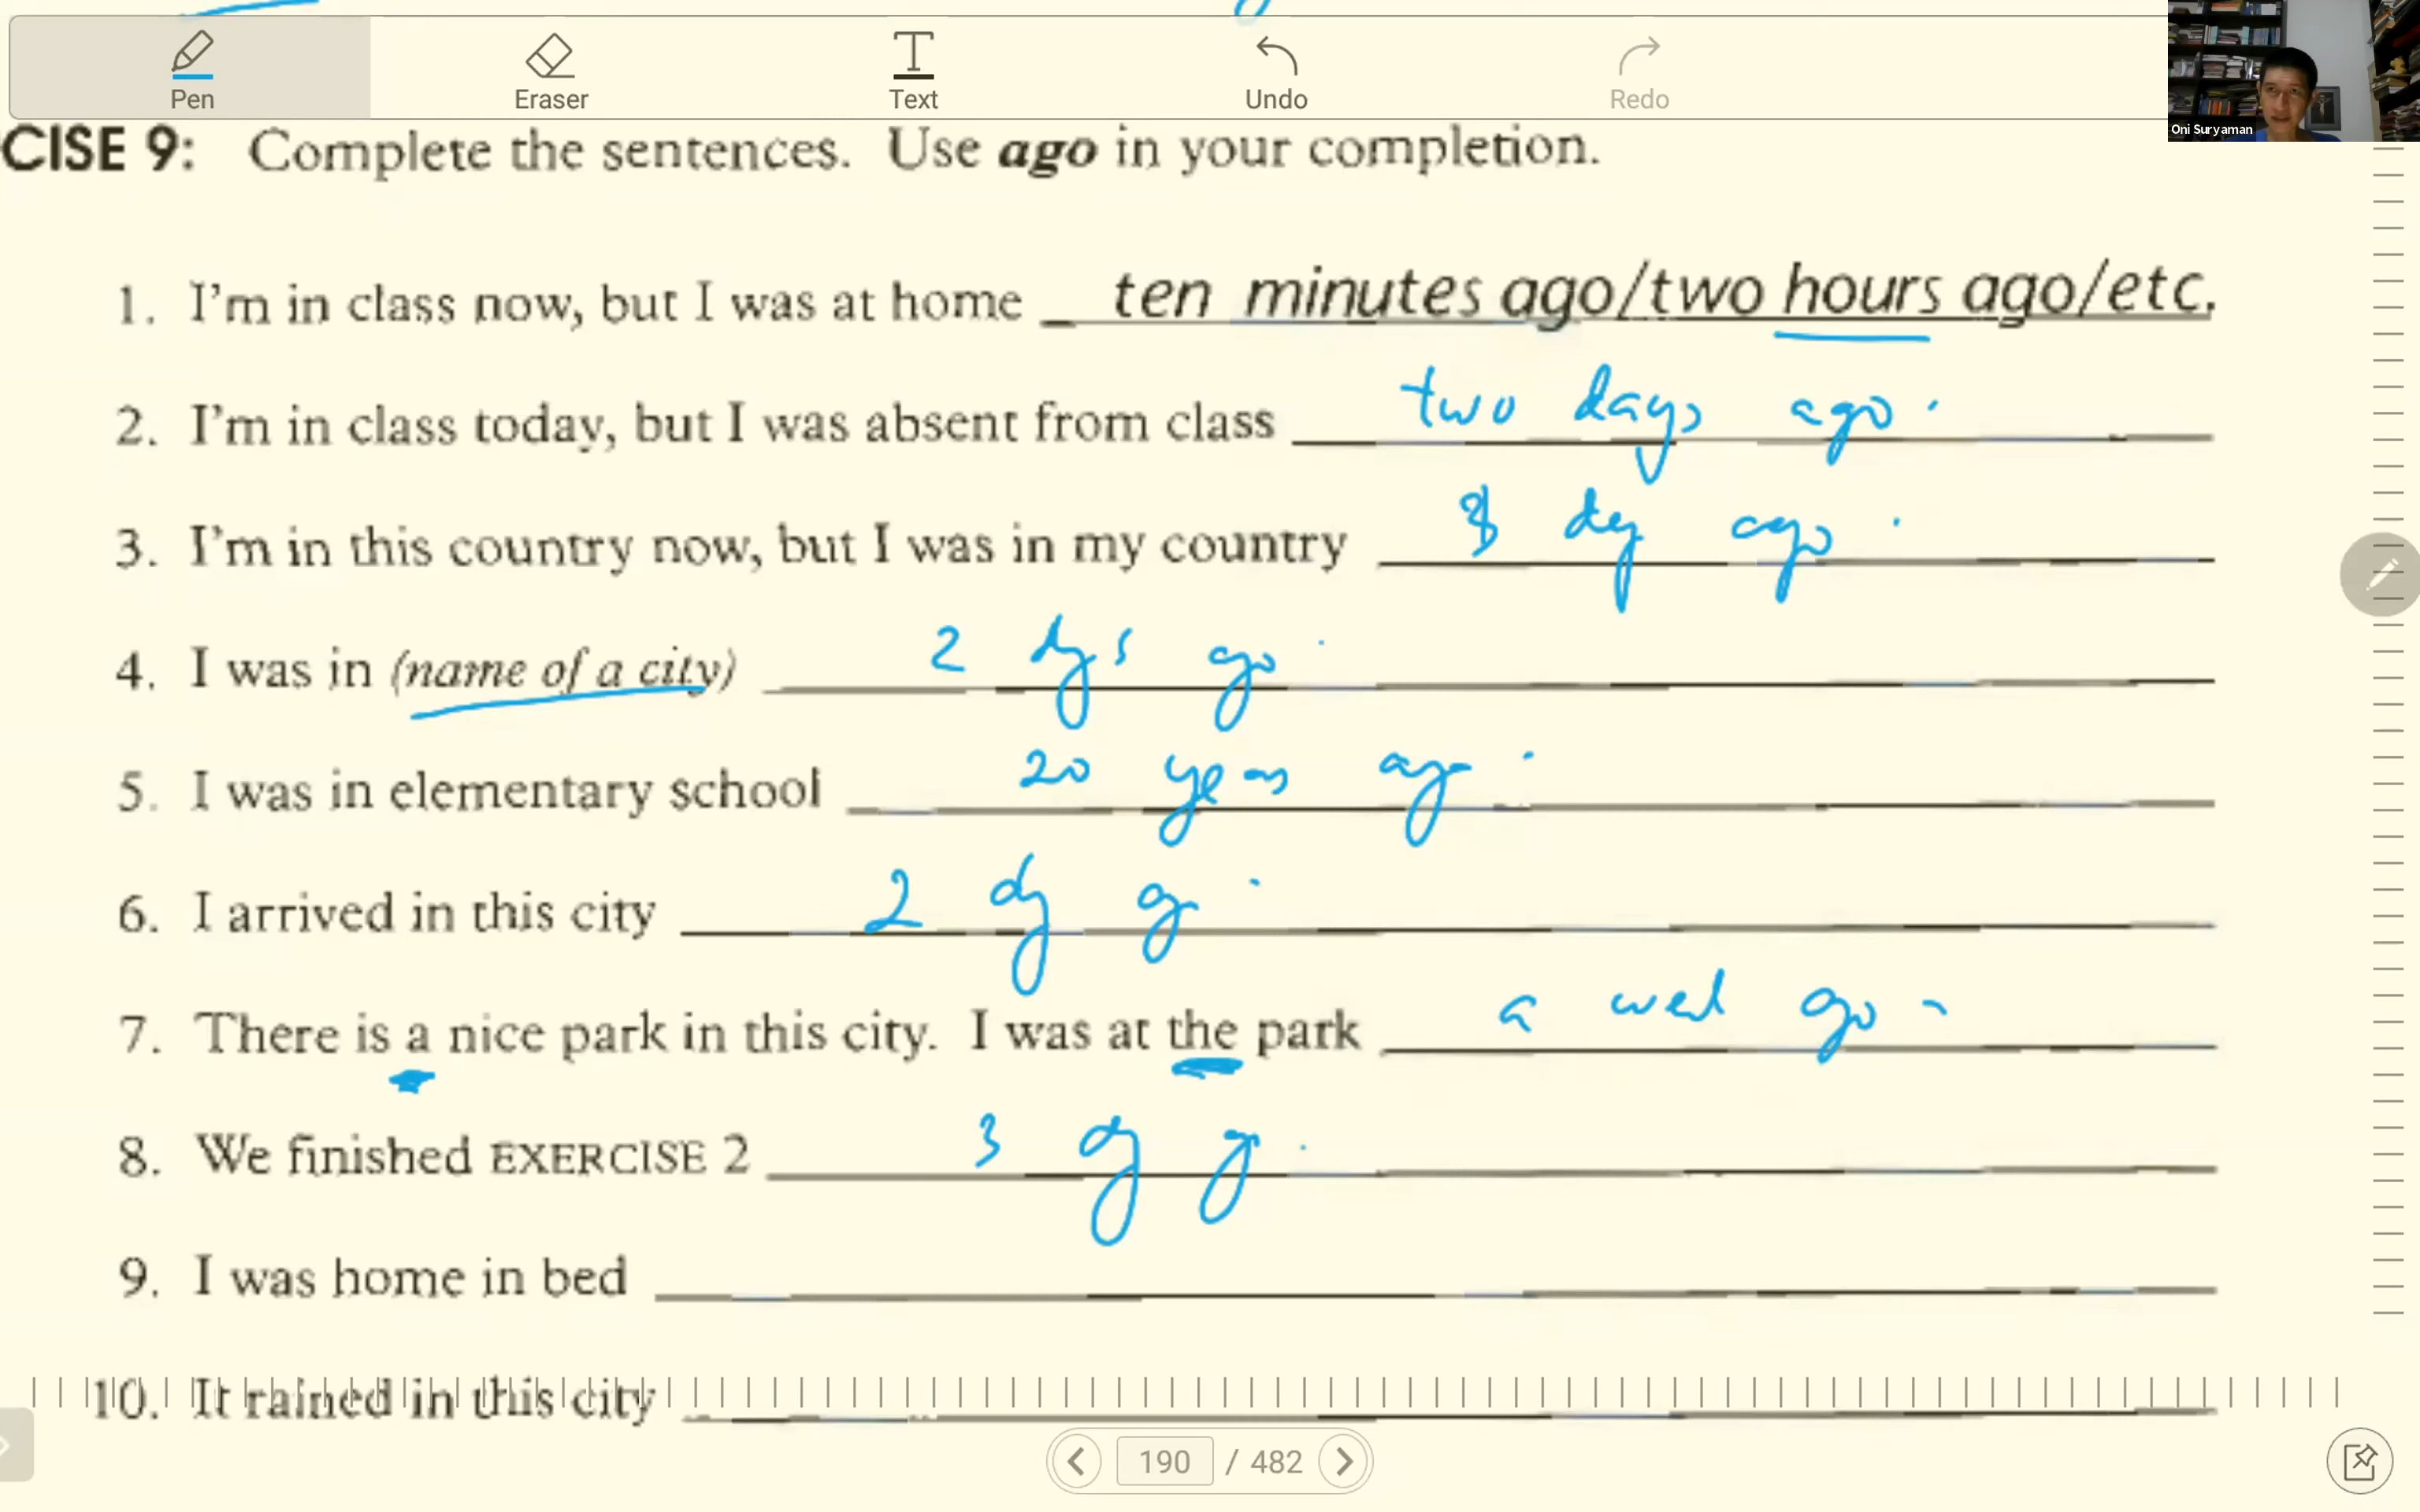 Pen Eraser Text Undo Redo
Oni Suryaman
CISE 9: Complete the sentences. Use ago in your completion.
1. I'm in class now, but I was at home ten minutes ago/two hours ago/etc.
2. I'm in class today, but I was absent from class two days ago.
3. I'm in this country now, but I was in my country ago.
4. I was in (name of a city) 2
5. I was in elementary school 20
6. I arrived in this city 2
7. There is a nice park in this city. I was at the park a
8. We finished EXERCISE 2 3
9. I was home in bed
10. It rained in this city
190 / 482